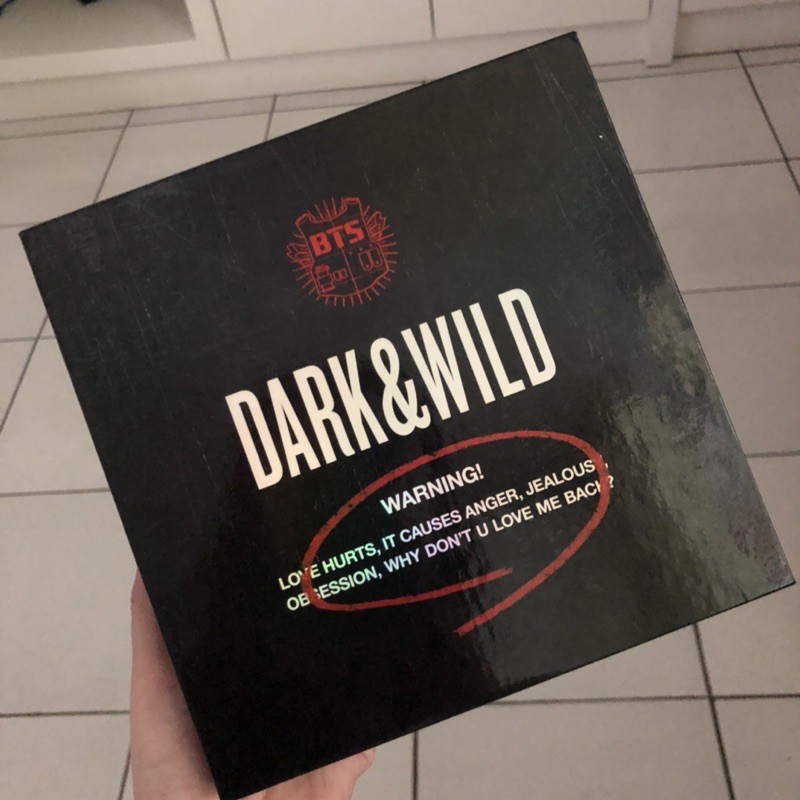 BTS
DARK&WILD
WARNING!
LOVE HURTS, IT CAUSES ANGER, JEALOUSY,
OBSESSION, WHY DON'T U LOVE ME BACK?